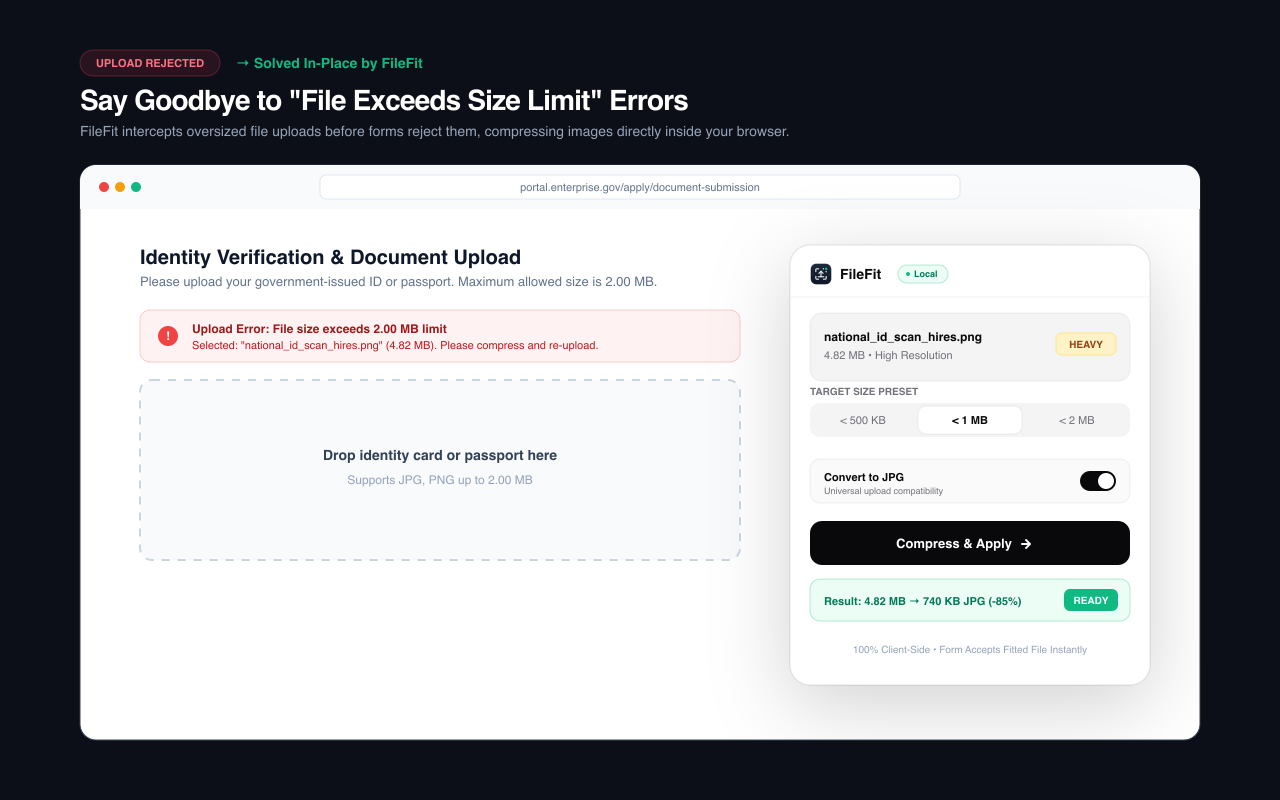 UPLOAD REJECTED → Solved In-Place by FileFit
Say Goodbye to "File Exceeds Size Limit" Errors
FileFit intercepts oversized file uploads before forms reject them, compressing images directly inside your browser.
portal.enterprise.gov/apply/document-submission
Identity Verification & Document Upload
Please upload your government-issued ID or passport. Maximum allowed size is 2.00 MB.
! Upload Error: File size exceeds 2.00 MB limit
Selected: "national_id_scan_hires.png" (4.82 MB). Please compress and re-upload.
Drop identity card or passport here
Supports JPG, PNG up to 2.00 MB
FileFit • Local
national_id_scan_hires.png
4.82 MB • High Resolution
HEAVY
TARGET SIZE PRESET
< 500 KB < 1 MB < 2 MB
Convert to JPG
Universal upload compatibility
Compress & Apply →
Result: 4.82 MB → 740 KB JPG (-85%) READY
100% Client-Side • Form Accepts Fitted File Instantly